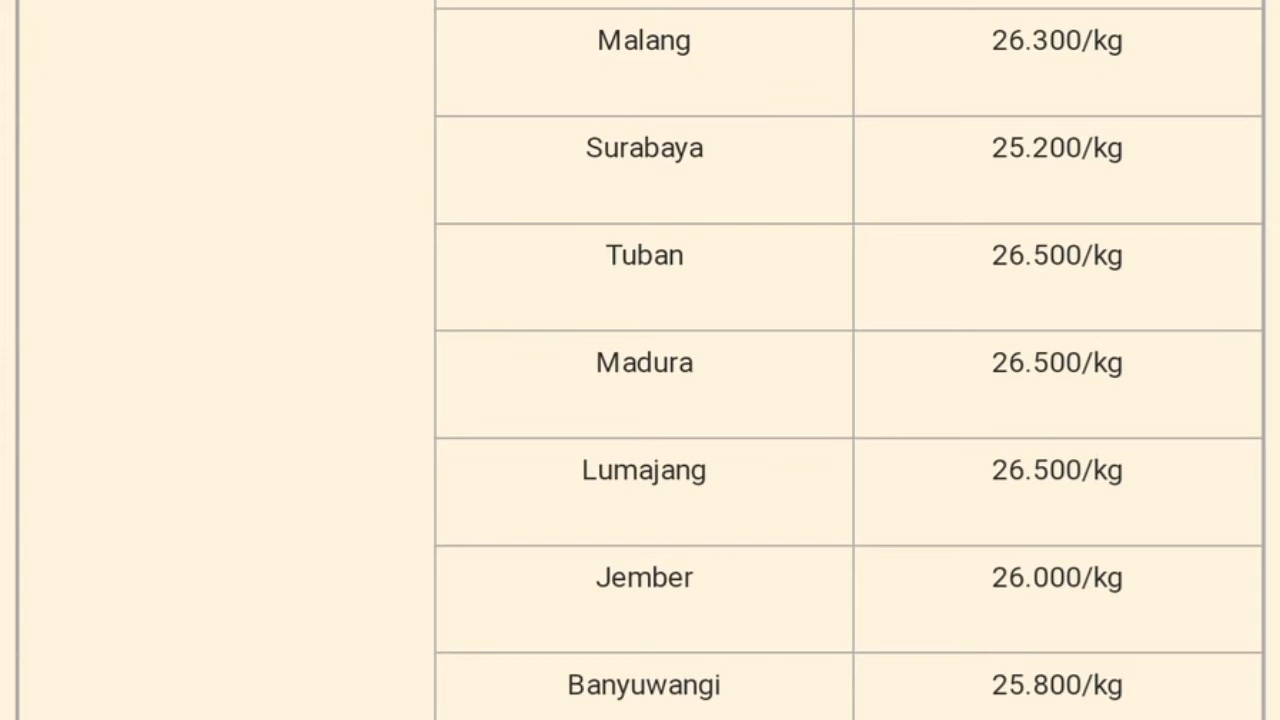 Malang 26.300/kg
Surabaya 25.200/kg
Tuban 26.500/kg
Madura 26.500/kg
Lumajang 26.500/kg
Jember 26.000/kg
Banyuwangi 25.800/kg